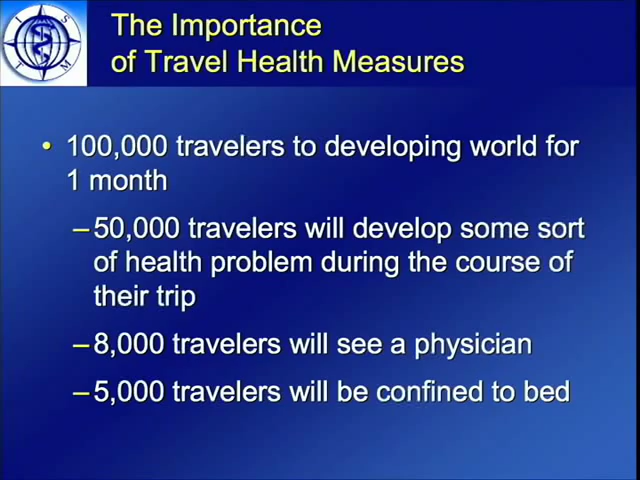 The Importance
of Travel Health Measures
I S T M
• 100,000 travelers to developing world for
1 month
–50,000 travelers will develop some sort
of health problem during the course of
their trip
–8,000 travelers will see a physician
–5,000 travelers will be confined to bed